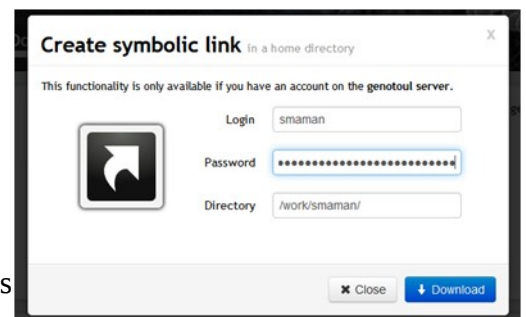 Create symbolic link in a home directory
x
This functionality is only available if you have an account on the genotoul server.
Login smaman
Password ••••••••••••••••••••••••••
Directory /work/smaman/
s
✖ Close Download